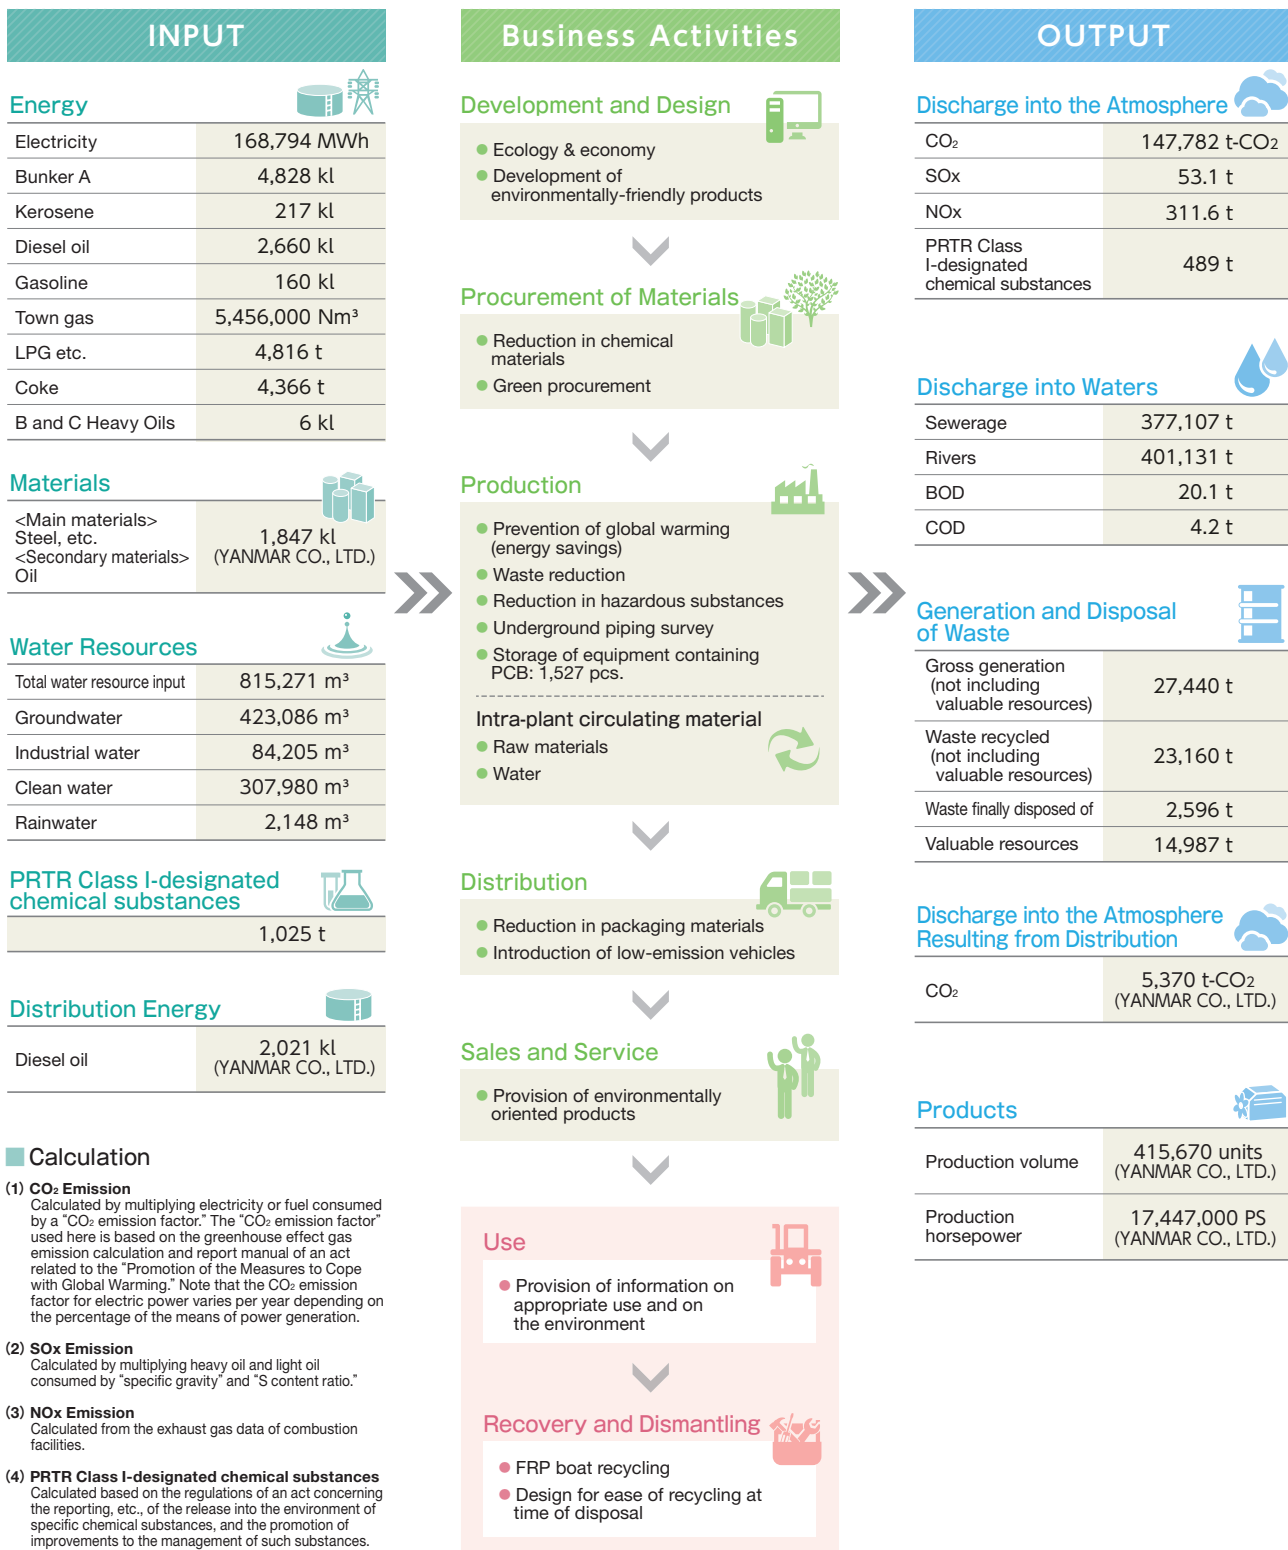 INPUT
Energy
Electricity 168,794 MWh
Bunker A 4,828 kl
Kerosene 217 kl
Diesel oil 2,660 kl
Gasoline 160 kl
Town gas 5,456,000 Nm³
LPG etc. 4,816 t
Coke 4,366 t
B and C Heavy Oils 6 kl
Materials
<Main materials>
Steel, etc.
<Secondary materials>
Oil
1,847 kl
(YANMAR CO., LTD.)
Water Resources
Total water resource input 815,271 m³
Groundwater 423,086 m³
Industrial water 84,205 m³
Clean water 307,980 m³
Rainwater 2,148 m³
PRTR Class I-designated
chemical substances
1,025 t
Distribution Energy
Diesel oil
2,021 kl
(YANMAR CO., LTD.)
Calculation
(1) CO₂ Emission
Calculated by multiplying electricity or fuel consumed
by a “CO₂ emission factor.” The “CO₂ emission factor”
used here is based on the greenhouse effect gas
emission calculation and report manual of an act
related to the “Promotion of the Measures to Cope
with Global Warming.” Note that the CO₂ emission
factor for electric power varies per year depending on
the percentage of the means of power generation.
(2) SOx Emission
Calculated by multiplying heavy oil and light oil
consumed by “specific gravity” and “S content ratio.”
(3) NOx Emission
Calculated from the exhaust gas data of combustion
facilities.
(4) PRTR Class I-designated chemical substances
Calculated based on the regulations of an act concerning
the reporting, etc., of the release into the environment of
specific chemical substances, and the promotion of
improvements to the management of such substances.
Business Activities
Development and Design
● Ecology & economy
● Development of
environmentally-friendly products
Procurement of Materials
● Reduction in chemical
materials
● Green procurement
Production
● Prevention of global warming
(energy savings)
● Waste reduction
● Reduction in hazardous substances
● Underground piping survey
● Storage of equipment containing
PCB: 1,527 pcs.
Intra-plant circulating material
● Raw materials
● Water
Distribution
● Reduction in packaging materials
● Introduction of low-emission vehicles
Sales and Service
● Provision of environmentally
oriented products
Use
● Provision of information on
appropriate use and on
the environment
Recovery and Dismantling
● FRP boat recycling
● Design for ease of recycling at
time of disposal
OUTPUT
Discharge into the Atmosphere
CO₂ 147,782 t-CO₂
SOx 53.1 t
NOx 311.6 t
PRTR Class
I-designated
chemical substances
489 t
Discharge into Waters
Sewerage 377,107 t
Rivers 401,131 t
BOD 20.1 t
COD 4.2 t
Generation and Disposal
of Waste
Gross generation
(not including
valuable resources)
27,440 t
Waste recycled
(not including
valuable resources)
23,160 t
Waste finally disposed of 2,596 t
Valuable resources 14,987 t
Discharge into the Atmosphere
Resulting from Distribution
CO₂
5,370 t-CO₂
(YANMAR CO., LTD.)
Products
Production volume
415,670 units
(YANMAR CO., LTD.)
Production
horsepower
17,447,000 PS
(YANMAR CO., LTD.)